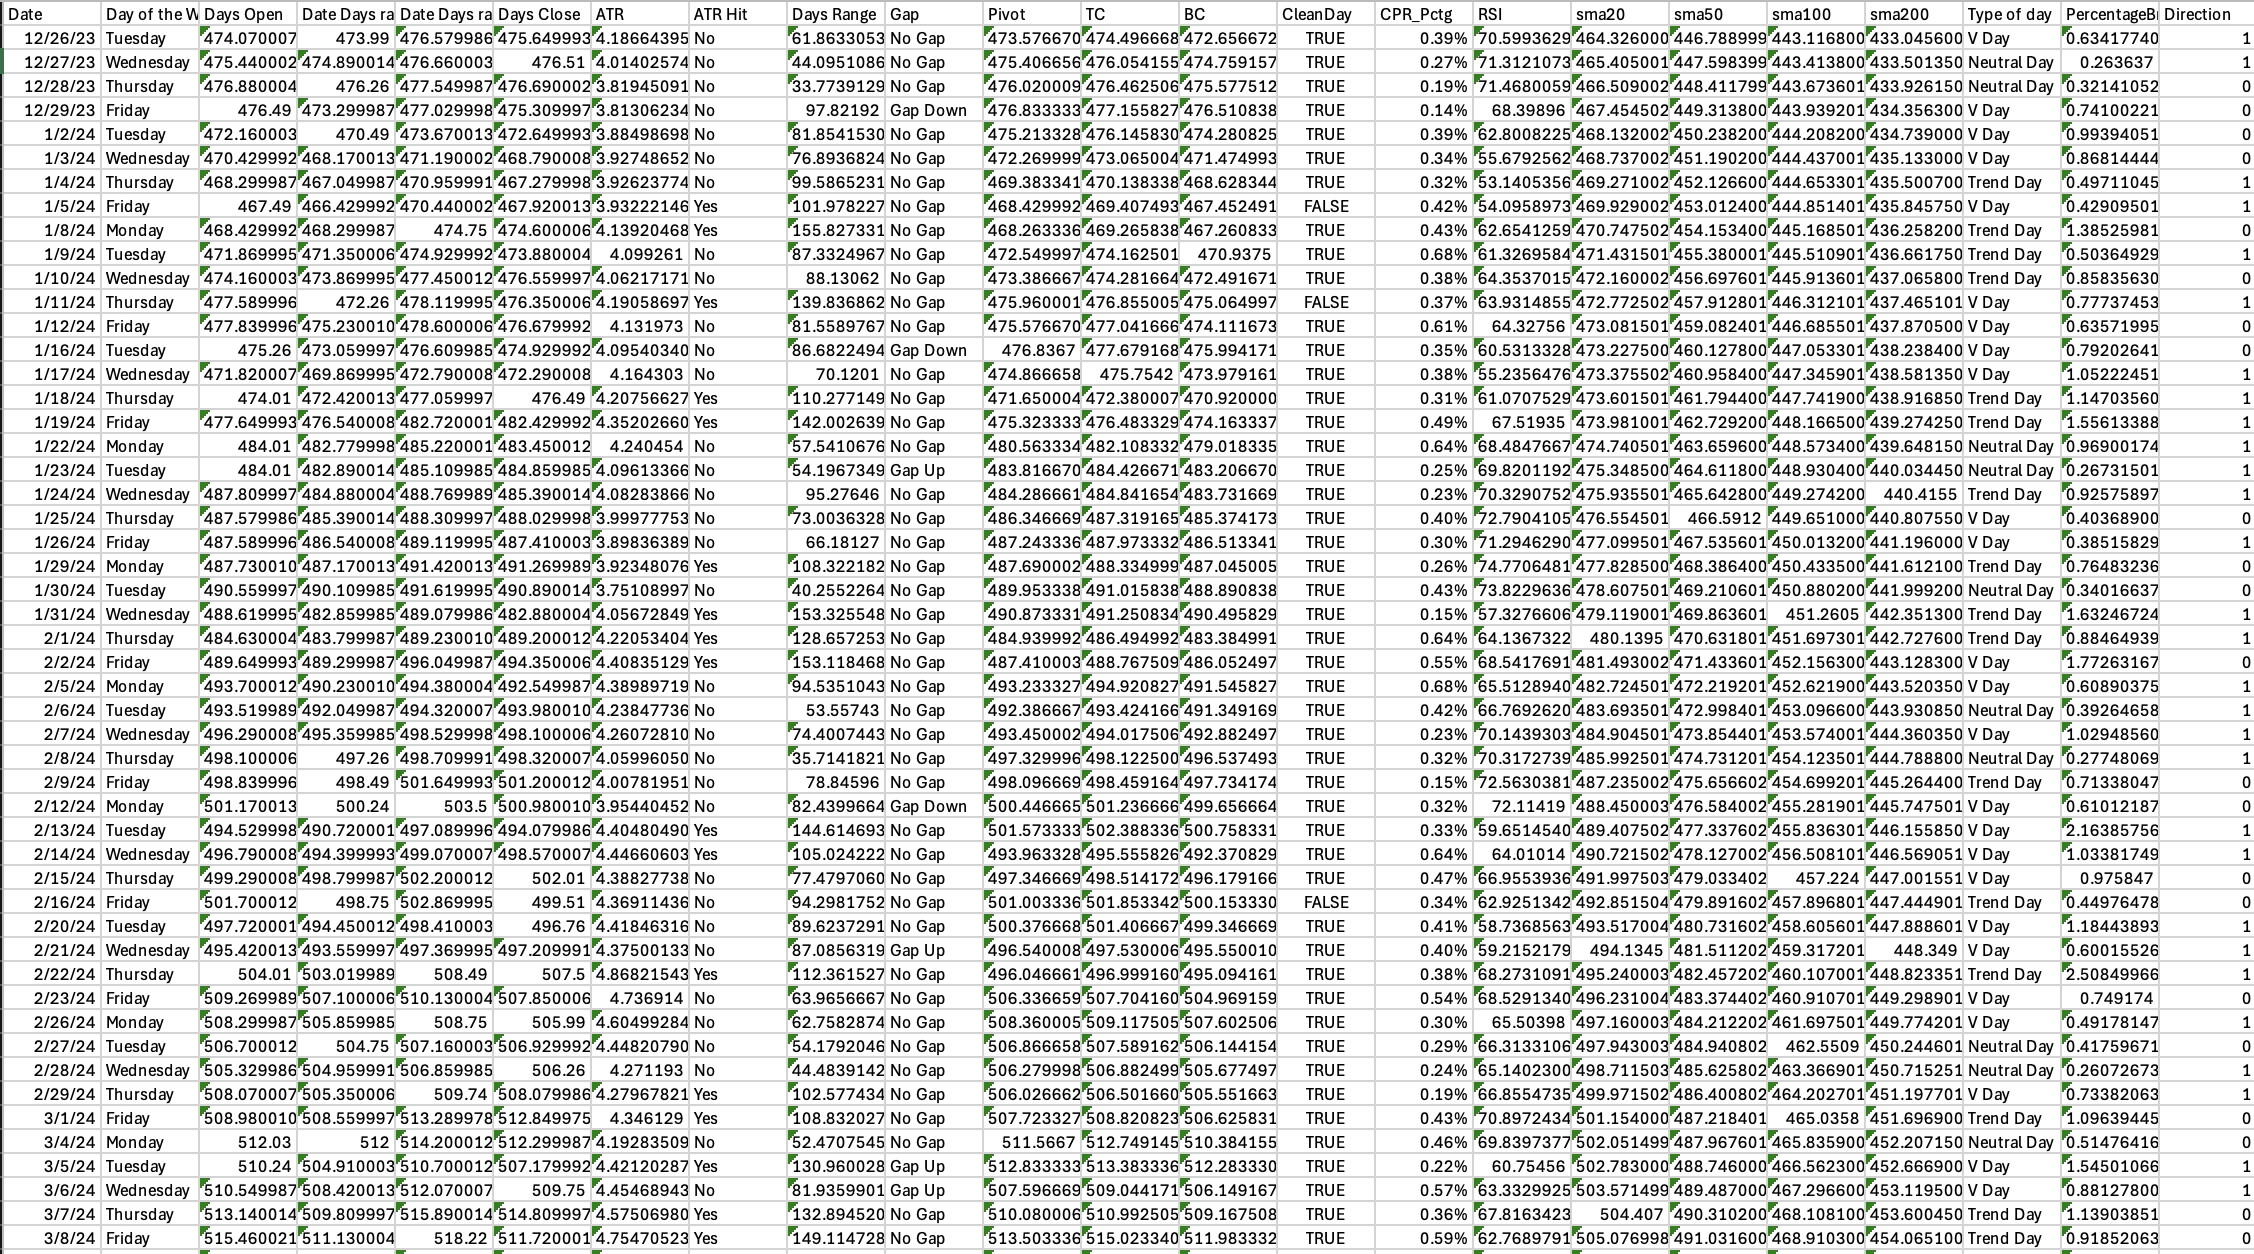 Date Day of the W Days Open Date Days ra Date Days ra Days Close ATR ATR Hit Days Range Gap Pivot TC BC CleanDay CPR_Pctg RSI sma20 sma50 sma100 sma200 Type of day PercentageBr Direction
12/26/23 Tuesday 474.070007 473.99 476.579986 475.649993 4.18664395 No 61.8633053 No Gap 473.576670 474.496668 472.656672 TRUE 0.39% 70.5993629 464.326000 446.788999 443.116800 433.045600 V Day 0.63417740 1
12/27/23 Wednesday 475.440002 474.890014 476.660003 476.51 4.01402574 No 44.0951086 No Gap 475.406656 476.054155 474.759157 TRUE 0.27% 71.3121073 465.405001 447.598399 443.413800 433.501350 Neutral Day 0.263637 1
12/28/23 Thursday 476.880004 476.26 477.549987 476.690002 3.81945091 No 33.7739129 No Gap 476.020009 476.462506 475.577512 TRUE 0.19% 71.4680059 466.509002 448.411799 443.673601 433.926150 Neutral Day 0.32141052 0
12/29/23 Friday 476.49 473.299987 477.029998 475.309997 3.81306234 No 97.82192 Gap Down 476.833333 477.155827 476.510838 TRUE 0.14% 68.39896 467.454502 449.313800 443.939201 434.356300 V Day 0.74100221 0
1/2/24 Tuesday 472.160003 470.49 473.670013 472.649993 3.88498698 No 81.8541530 No Gap 475.213328 476.145830 474.280825 TRUE 0.39% 62.8008225 468.132002 450.238200 444.208200 434.739000 V Day 0.99394051 0
1/3/24 Wednesday 470.429992 468.170013 471.190002 468.790008 3.92748652 No 76.8936824 No Gap 472.269999 473.065004 471.474993 TRUE 0.34% 55.6792562 468.737002 451.190200 444.437001 435.133000 V Day 0.86814444 0
1/4/24 Thursday 468.299987 467.049987 470.959991 467.279998 3.92623774 No 99.5865231 No Gap 469.383341 470.138338 468.628344 TRUE 0.32% 53.1405356 469.271002 452.126600 444.653301 435.500700 Trend Day 0.49711045 1
1/5/24 Friday 467.49 466.429992 470.440002 467.920013 3.93222146 Yes 101.978227 No Gap 468.429992 469.407493 467.452491 FALSE 0.42% 54.0958973 469.929002 453.012400 444.851401 435.845750 V Day 0.42909501 1
1/8/24 Monday 468.429992 468.299987 474.75 474.600006 4.13920468 Yes 155.827331 No Gap 468.263336 469.265838 467.260833 TRUE 0.43% 62.6541259 470.747502 454.153400 445.168501 436.258200 Trend Day 1.38525981 0
1/9/24 Tuesday 471.869995 471.350006 474.929992 473.880004 4.099261 No 87.3324967 No Gap 472.549997 474.162501 470.9375 TRUE 0.68% 61.3269584 471.431501 455.380001 445.510901 436.661750 Trend Day 0.50364929 1
1/10/24 Wednesday 474.160003 473.869995 477.450012 476.559997 4.06217171 No 88.13062 No Gap 473.386667 474.281664 472.491671 TRUE 0.38% 64.3537015 472.160002 456.697601 445.913601 437.065800 Trend Day 0.85835630 0
1/11/24 Thursday 477.589996 472.26 478.119995 476.350006 4.19058697 Yes 139.836862 No Gap 475.960001 476.855005 475.064997 FALSE 0.37% 63.9314855 472.772502 457.912801 446.312101 437.465101 V Day 0.77737453 1
1/12/24 Friday 477.839996 475.230010 478.600006 476.679992 4.131973 No 81.5589767 No Gap 475.576670 477.041666 474.111673 TRUE 0.61% 64.32756 473.081501 459.082401 446.685501 437.870500 V Day 0.63571995 0
1/16/24 Tuesday 475.26 473.059997 476.609985 474.929992 4.09540340 No 86.6822494 Gap Down 476.8367 477.679168 475.994171 TRUE 0.35% 60.5313328 473.227500 460.127800 447.053301 438.238400 V Day 0.79202641 0
1/17/24 Wednesday 471.820007 469.869995 472.790008 472.290008 4.164303 No 70.1201 No Gap 474.866658 475.7542 473.979161 TRUE 0.38% 55.2356476 473.375502 460.958400 447.345901 438.581350 V Day 1.05222451 1
1/18/24 Thursday 474.01 472.420013 477.059997 476.49 4.20756627 Yes 110.277149 No Gap 471.650004 472.380007 470.920000 TRUE 0.31% 61.0707529 473.601501 461.794400 447.741900 438.916850 Trend Day 1.14703560 1
1/19/24 Friday 477.649993 476.540008 482.720001 482.429992 4.35202660 Yes 142.002639 No Gap 475.323333 476.483329 474.163337 TRUE 0.49% 67.51935 473.981001 462.729200 448.166500 439.274250 Trend Day 1.55613388 1
1/22/24 Monday 484.01 482.779998 485.220001 483.450012 4.240454 No 57.5410676 No Gap 480.563334 482.108332 479.018335 TRUE 0.64% 68.4847667 474.740501 463.659600 448.573400 439.648150 Neutral Day 0.96900174 1
1/23/24 Tuesday 484.01 482.890014 485.109985 484.859985 4.09613366 No 54.1967349 Gap Up 483.816670 484.426671 483.206670 TRUE 0.25% 69.8201192 475.348500 464.611800 448.930400 440.034450 Neutral Day 0.26731501 1
1/24/24 Wednesday 487.809997 484.880004 488.769989 485.390014 4.08283866 No 95.27646 No Gap 484.286661 484.841654 483.731669 TRUE 0.23% 70.3290752 475.935501 465.642800 449.274200 440.4155 Trend Day 0.92575897 1
1/25/24 Thursday 487.579986 485.390014 488.309997 488.029998 3.99977753 No 73.0036328 No Gap 486.346669 487.319165 485.374173 TRUE 0.40% 72.7904105 476.554501 466.5912 449.651000 440.807550 V Day 0.40368900 0
1/26/24 Friday 487.589996 486.540008 489.119995 487.410003 3.89836389 No 66.18127 No Gap 487.243336 487.973332 486.513341 TRUE 0.30% 71.2946290 477.099501 467.535601 450.013200 441.196000 V Day 0.38515829 1
1/29/24 Monday 487.730010 487.170013 491.420013 491.269989 3.92348076 Yes 108.322182 No Gap 487.690002 488.334999 487.045005 TRUE 0.26% 74.7706481 477.828500 468.386400 450.433500 441.612100 Trend Day 0.76483236 0
1/30/24 Tuesday 490.559997 490.109985 491.619995 490.890014 3.75108997 No 40.2552264 No Gap 489.953338 491.015838 488.890838 TRUE 0.43% 73.8229636 478.607501 469.210601 450.880200 441.999200 Neutral Day 0.34016637 0
1/31/24 Wednesday 488.619995 482.859985 489.079986 482.880004 4.05672849 Yes 153.325548 No Gap 490.873331 491.250834 490.495829 TRUE 0.15% 57.3276606 479.119001 469.863601 451.2605 442.351300 Trend Day 1.63246724 1
2/1/24 Thursday 484.630004 483.799987 489.230010 489.200012 4.22053404 Yes 128.657253 No Gap 484.939992 486.494992 483.384991 TRUE 0.64% 64.1367322 480.1395 470.631801 451.697301 442.727600 Trend Day 0.88464939 1
2/2/24 Friday 489.649993 489.299987 496.049987 494.350006 4.40835129 Yes 153.118468 No Gap 487.410003 488.767509 486.052497 TRUE 0.55% 68.5417691 481.493002 471.433601 452.156300 443.128300 V Day 1.77263167 0
2/5/24 Monday 493.700012 490.230010 494.380004 492.549987 4.38989719 No 94.5351043 No Gap 493.233327 494.920827 491.545827 TRUE 0.68% 65.5128940 482.724501 472.219201 452.621900 443.520350 V Day 0.60890375 1
2/6/24 Tuesday 493.519989 492.049987 494.320007 493.980010 4.23847736 No 53.55743 No Gap 492.386667 493.424166 491.349169 TRUE 0.42% 66.7692620 483.693501 472.998401 453.096600 443.930850 Neutral Day 0.39264658 1
2/7/24 Wednesday 496.290008 495.359985 498.529998 498.100006 4.26072810 No 74.4007443 No Gap 493.450002 494.017506 492.882497 TRUE 0.23% 70.1439303 484.904501 473.854401 453.574001 444.360350 V Day 1.02948560 1
2/8/24 Thursday 498.100006 497.26 498.709991 498.320007 4.05996050 No 35.7141821 No Gap 497.329996 498.122500 496.537493 TRUE 0.32% 70.3172739 485.992501 474.731201 454.123501 444.788800 Neutral Day 0.27748069 1
2/9/24 Friday 498.839996 498.49 501.649993 501.200012 4.00781951 No 78.84596 No Gap 498.096669 498.459164 497.734174 TRUE 0.15% 72.5630381 487.235002 475.656602 454.699201 445.264400 Trend Day 0.71338047 0
2/12/24 Monday 501.170013 500.24 503.5 500.980010 3.95440452 No 82.4399664 Gap Down 500.446665 501.236666 499.656664 TRUE 0.32% 72.11419 488.450003 476.584002 455.281901 445.747501 V Day 0.61012187 0
2/13/24 Tuesday 494.529998 490.720001 497.089996 494.079986 4.40480490 Yes 144.614693 No Gap 501.573333 502.388336 500.758331 TRUE 0.33% 59.6514540 489.407502 477.337602 455.836301 446.155850 V Day 2.16385756 1
2/14/24 Wednesday 496.790008 494.399993 499.070007 498.570007 4.44660603 Yes 105.024222 No Gap 493.963328 495.555826 492.370829 TRUE 0.64% 64.01014 490.721502 478.127002 456.508101 446.569051 V Day 1.03381749 1
2/15/24 Thursday 499.290008 498.799987 502.200012 502.01 4.38827738 No 77.4797060 No Gap 497.346669 498.514172 496.179166 TRUE 0.47% 66.9553936 491.997503 479.033402 457.224 447.001551 V Day 0.975847 0
2/16/24 Friday 501.700012 498.75 502.869995 499.51 4.36911436 No 94.2981752 No Gap 501.003336 501.853342 500.153330 FALSE 0.34% 62.9251342 492.851504 479.891602 457.896801 447.444901 Trend Day 0.44976478 0
2/20/24 Tuesday 497.720001 494.450012 498.410003 496.76 4.41846316 No 89.6237291 No Gap 500.376668 501.406667 499.346669 TRUE 0.41% 58.7368563 493.517004 480.731602 458.605601 447.888601 V Day 1.18443893 1
2/21/24 Wednesday 495.420013 493.559997 497.369995 497.209991 4.37500133 No 87.0856319 Gap Up 496.540008 497.530006 495.550010 TRUE 0.40% 59.2152179 494.1345 481.511202 459.317201 448.349 V Day 0.60015526 1
2/22/24 Thursday 504.01 503.019989 508.49 507.5 4.86821543 Yes 112.361527 No Gap 496.046661 496.999160 495.094161 TRUE 0.38% 68.2731091 495.240003 482.457202 460.107001 448.823351 Trend Day 2.50849966 1
2/23/24 Friday 509.269989 507.100006 510.130004 507.850006 4.736914 No 63.9656667 No Gap 506.336659 507.704160 504.969159 TRUE 0.54% 68.5291340 496.231004 483.374402 460.910701 449.298901 V Day 0.749174 0
2/26/24 Monday 508.299987 505.859985 508.75 505.99 4.60499284 No 62.7582874 No Gap 508.360005 509.117505 507.602506 TRUE 0.30% 65.50398 497.160003 484.212202 461.697501 449.774201 V Day 0.49178147 1
2/27/24 Tuesday 506.700012 504.75 507.160003 506.929992 4.44820790 No 54.1792046 No Gap 506.866658 507.589162 506.144154 TRUE 0.29% 66.3133106 497.943003 484.940802 462.5509 450.244601 Neutral Day 0.41759671 0
2/28/24 Wednesday 505.329986 504.959991 506.859985 506.26 4.271193 No 44.4839142 No Gap 506.279998 506.882499 505.677497 TRUE 0.24% 65.1402300 498.711503 485.625802 463.366901 450.715251 Neutral Day 0.26072673 1
2/29/24 Thursday 508.070007 505.350006 509.74 508.079986 4.27967821 Yes 102.577434 No Gap 506.026662 506.501660 505.551663 TRUE 0.19% 66.8554735 499.971502 486.400802 464.202701 451.197701 V Day 0.73382063 1
3/1/24 Friday 508.980010 508.559997 513.289978 512.849975 4.346129 Yes 108.832027 No Gap 507.723327 508.820823 506.625831 TRUE 0.43% 70.8972434 501.154000 487.218401 465.0358 451.696900 Trend Day 1.09639445 0
3/4/24 Monday 512.03 512 514.200012 512.299987 4.19283509 No 52.4707545 No Gap 511.5667 512.749145 510.384155 TRUE 0.46% 69.8397377 502.051499 487.967601 465.835900 452.207150 Neutral Day 0.51476416 0
3/5/24 Tuesday 510.24 504.910003 510.700012 507.179992 4.42120287 Yes 130.960028 Gap Up 512.833333 513.383336 512.283330 TRUE 0.22% 60.75456 502.783000 488.746000 466.562300 452.666900 V Day 1.54501066 1
3/6/24 Wednesday 510.549987 508.420013 512.070007 509.75 4.45468943 No 81.9359901 Gap Up 507.596669 509.044171 506.149167 TRUE 0.57% 63.3329925 503.571499 489.487000 467.296600 453.119500 V Day 0.88127800 1
3/7/24 Thursday 513.140014 509.809997 515.890014 514.809997 4.57506980 Yes 132.894520 No Gap 510.080006 510.992505 509.167508 TRUE 0.36% 67.8163423 504.407 490.310200 468.108100 453.600450 Trend Day 1.13903851 0
3/8/24 Friday 515.460021 511.130004 518.22 511.720001 4.75470523 Yes 149.114728 No Gap 513.503336 515.023340 511.983332 TRUE 0.59% 62.7689791 505.076998 491.031600 468.910300 454.065100 V Day 0.91852063 0